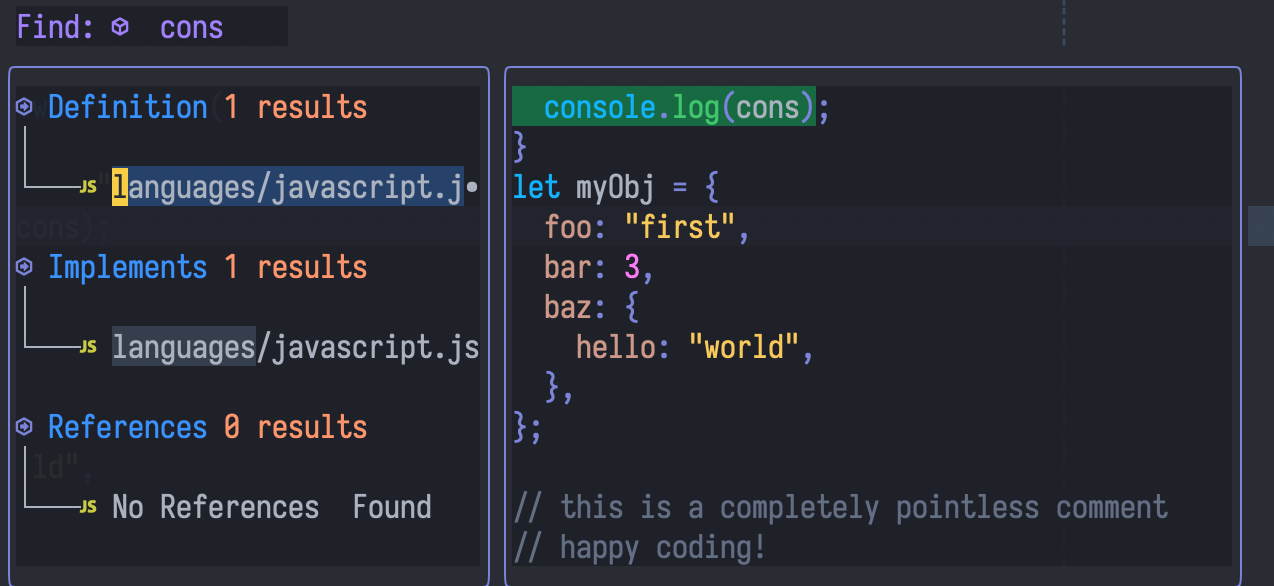 Find: cons
Definition 1 results
JS languages/javascript.j
cons);
Implements 1 results
JS languages/javascript.js
References 0 results
ld",
JS No References  Found
  console.log(cons);
}
let myObj = {
  foo: "first",
  bar: 3,
  baz: {
    hello: "world",
  },
};
// this is a completely pointless comment
// happy coding!